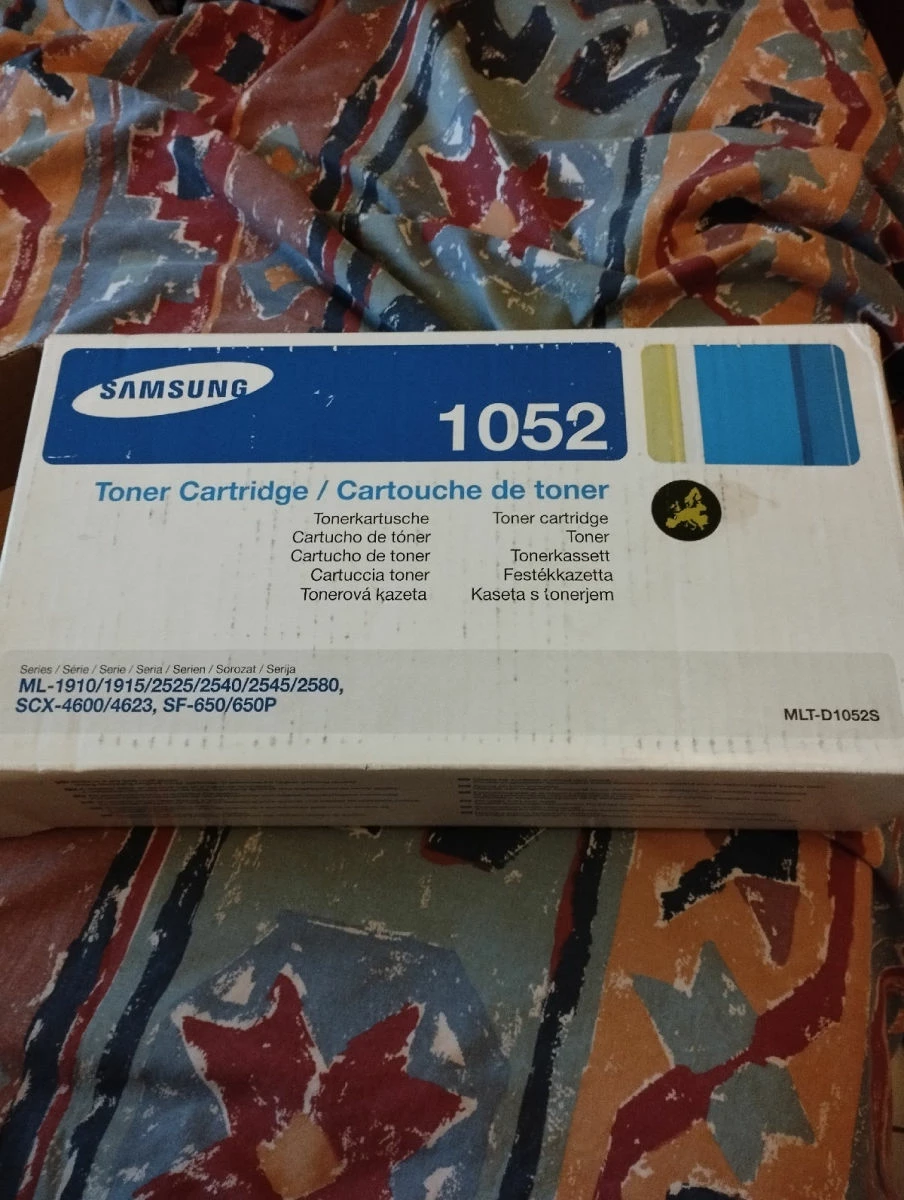 SAMSUNG
1052
Toner Cartridge / Cartouche de toner
Tonerkartusche
Cartucho de tóner
Cartucho de toner
Cartuccia toner
Tonerová kazeta
Toner cartridge
Toner
Tonerkassett
Festékkazetta
Kaseta s tonerjem
Series / Série / Serie / Seria / Serien / Sorozat / Serija
ML-1910/1915/2525/2540/2545/2580,
SCX-4600/4623, SF-650/650P
MLT-D1052S